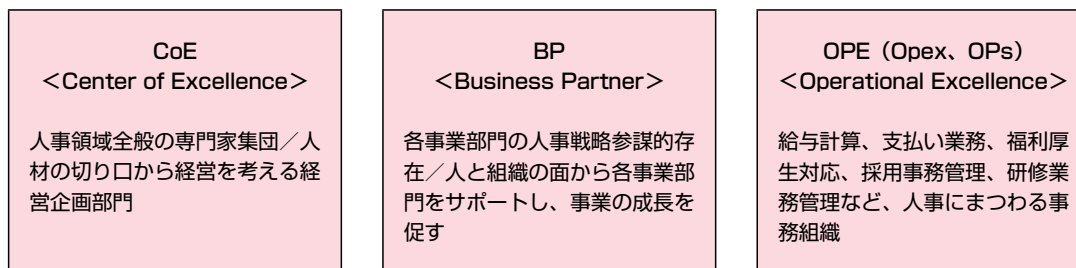 CoE
＜Center of Excellence＞
人事領域全般の専門家集団／人
材の切り口から経営を考える経
営企画部門
BP
＜Business Partner＞
各事業部門の人事戦略参謀的存
在／人と組織の面から各事業部
門をサポートし、事業の成長を
促す
OPE（Opex、OPs）
＜Operational Excellence＞
給与計算、支払い業務、福利厚
生対応、採用事務管理、研修業
務管理など、人事にまつわる事
務組織